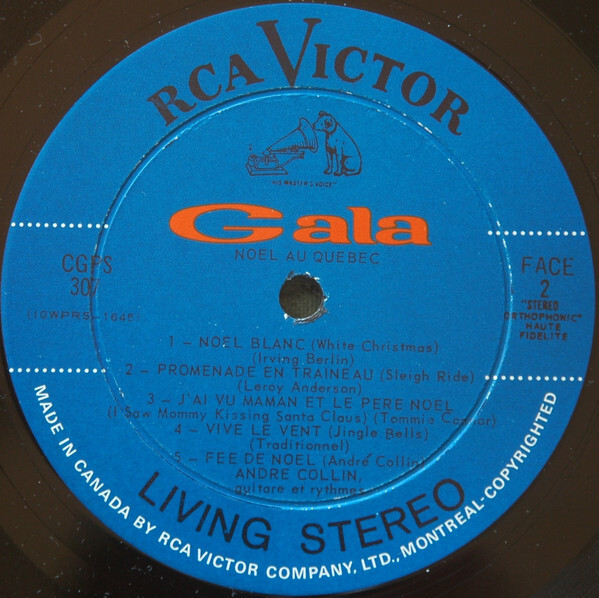 RCA VICTOR
"HIS MASTER'S VOICE"
Gala
NOEL AU QUEBEC
CGPS
307
(10WPRS-1645)
FACE
2
"STEREO
ORTHOPHONIC"
HAUTE
FIDELITE
1 – NOEL BLANC (White Christmas)
(Irving Berlin)
2 – PROMENADE EN TRAINEAU (Sleigh Ride)
(Leroy Anderson)
3 – J'AI VU MAMAN ET LE PERE NOEL
(I Saw Mommy Kissing Santa Claus) (Tommie Connor)
4 – VIVE LE VENT (Jingle Bells)
(Traditionnel)
5 – FEE DE NOEL (André Collin)
ANDRE COLLIN,
guitare et rythmes
LIVING STEREO
MADE IN CANADA BY RCA VICTOR COMPANY, LTD., MONTREAL-COPYRIGHTED